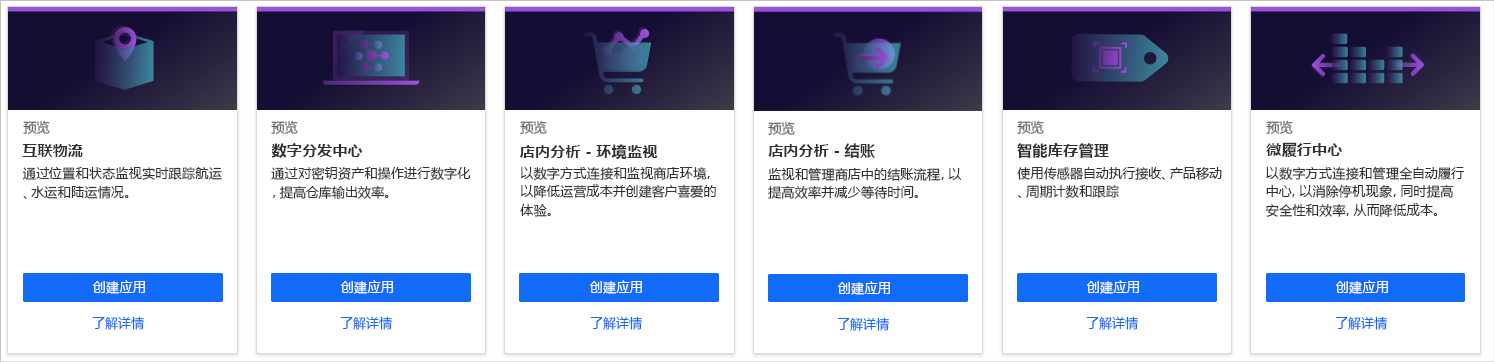 预览
互联物流
通过位置和状态监视实时跟踪航运
、水运和陆运情况。
创建应用
了解详情
预览
数字分发中心
通过对密钥资产和操作进行数字化
，提高仓库输出效率。
创建应用
了解详情
预览
店内分析 - 环境监视
以数字方式连接和监视商店环境，
以降低运营成本并创建客户喜爱的
体验。
创建应用
了解详情
预览
店内分析 - 结账
监视和管理商店中的结账流程，以
提高效率并减少等待时间。
创建应用
了解详情
预览
智能库存管理
使用传感器自动执行接收、产品移动
、周期计数和跟踪
创建应用
了解详情
预览
微履行中心
以数字方式连接和管理全自动履行
中心，以消除停机现象，同时提高
安全性和效率，从而降低成本。
创建应用
了解详情